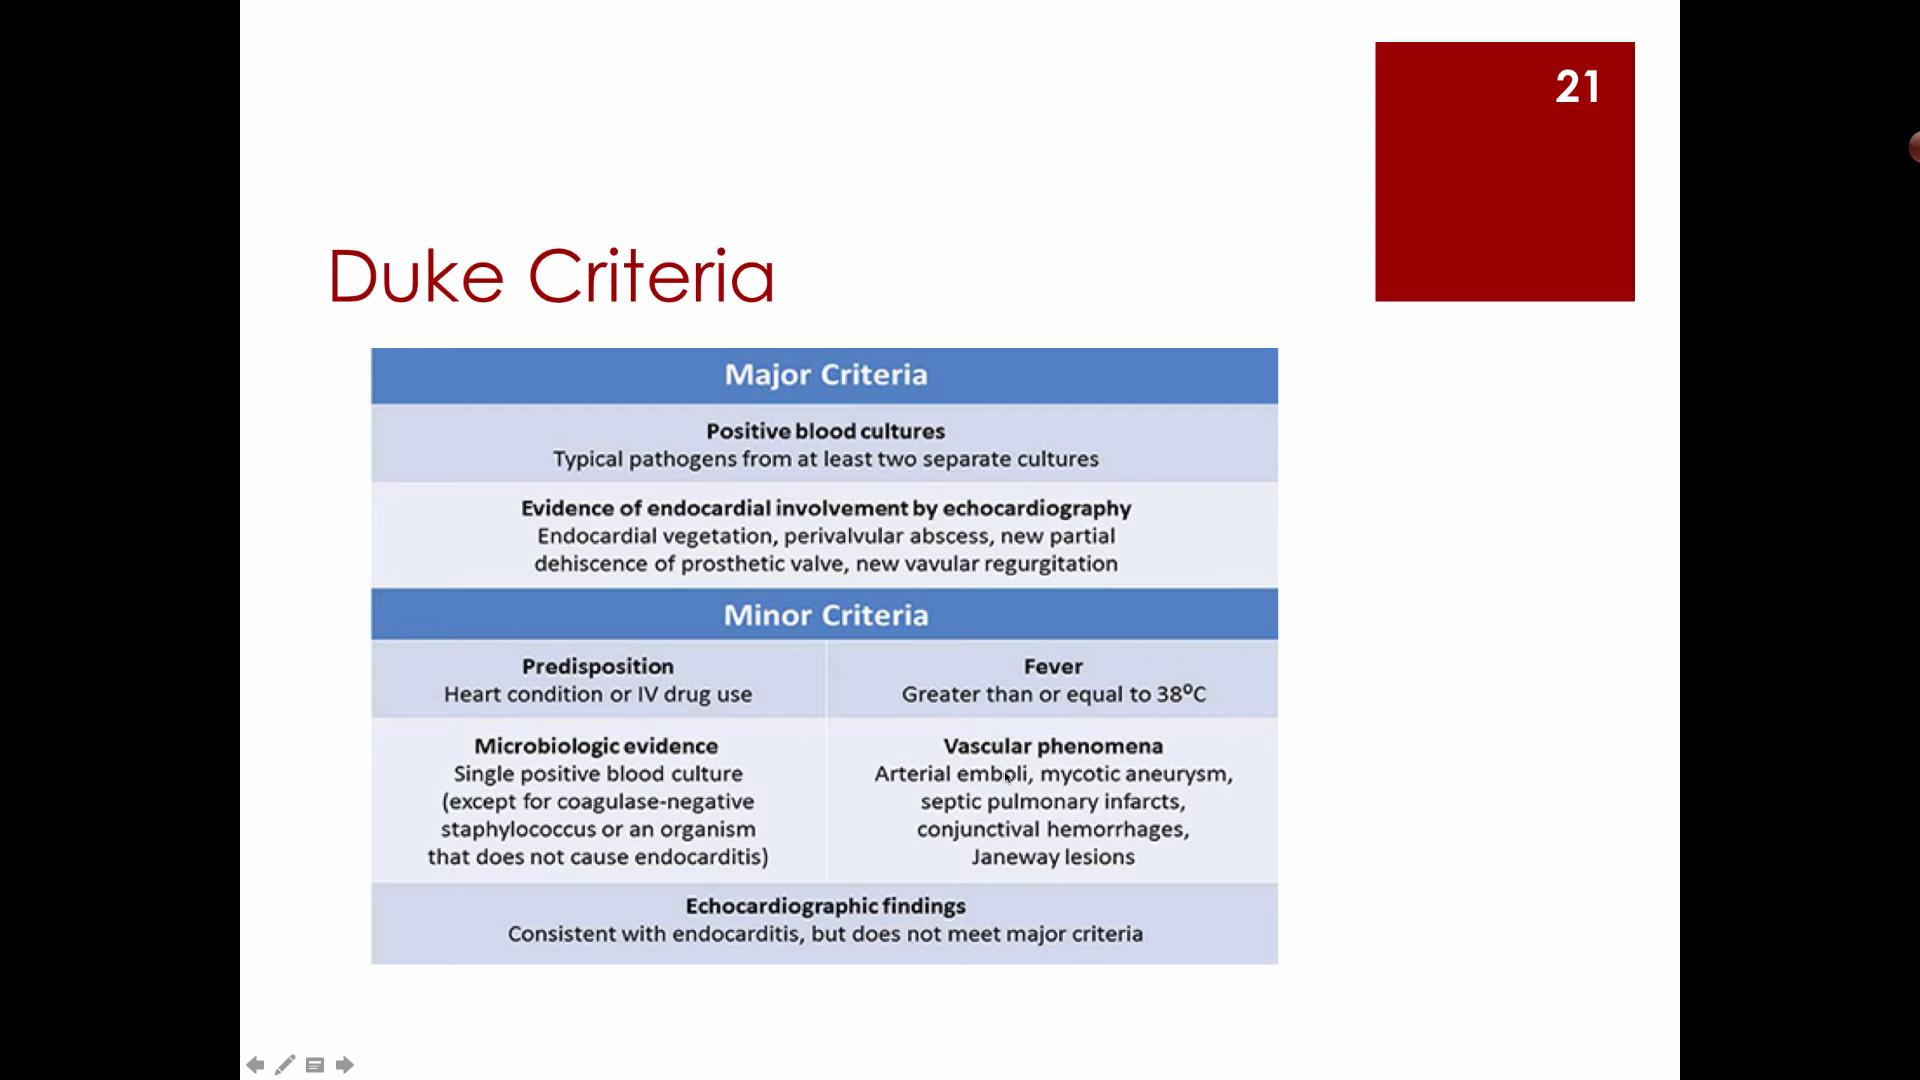 21
Duke Criteria
Major Criteria
Positive blood cultures
Typical pathogens from at least two separate cultures
Evidence of endocardial involvement by echocardiography
Endocardial vegetation, perivalvular abscess, new partial
dehiscence of prosthetic valve, new vavular regurgitation
Minor Criteria
Predisposition
Heart condition or IV drug use
Fever
Greater than or equal to 38ºC
Microbiologic evidence
Single positive blood culture
(except for coagulase-negative
staphylococcus or an organism
that does not cause endocarditis)
Vascular phenomena
Arterial emboli, mycotic aneurysm,
septic pulmonary infarcts,
conjunctival hemorrhages,
Janeway lesions
Echocardiographic findings
Consistent with endocarditis, but does not meet major criteria